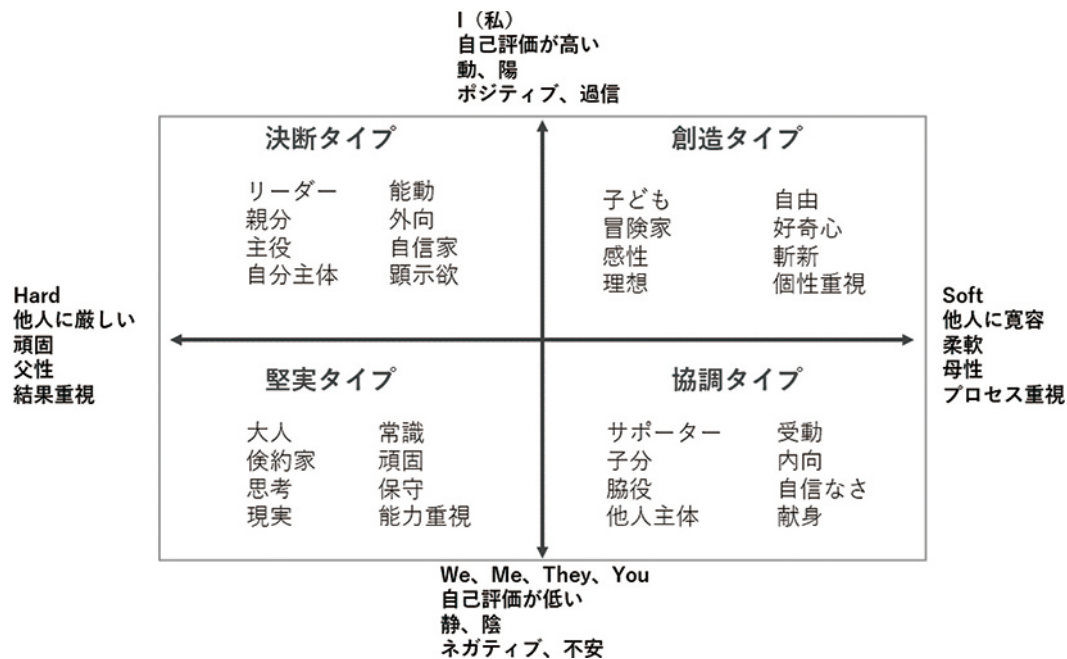 I（私）
自己評価が高い
動、陽
ポジティブ、過信
決断タイプ
リーダー 能動
親分 外向
主役 自信家
自分主体 顕示欲
創造タイプ
子ども 自由
冒険家 好奇心
感性 斬新
理想 個性重視
Hard
他人に厳しい
頑固
父性
結果重視
Soft
他人に寛容
柔軟
母性
プロセス重視
堅実タイプ
大人 常識
倹約家 頑固
思考 保守
現実 能力重視
協調タイプ
サポーター 受動
子分 内向
脇役 自信なさ
他人主体 献身
We、Me、They、You
自己評価が低い
静、陰
ネガティブ、不安